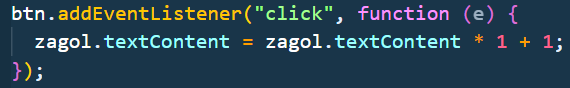 btn.addEventListener("click", function (e) {
  zagol.textContent = zagol.textContent * 1 + 1;
});